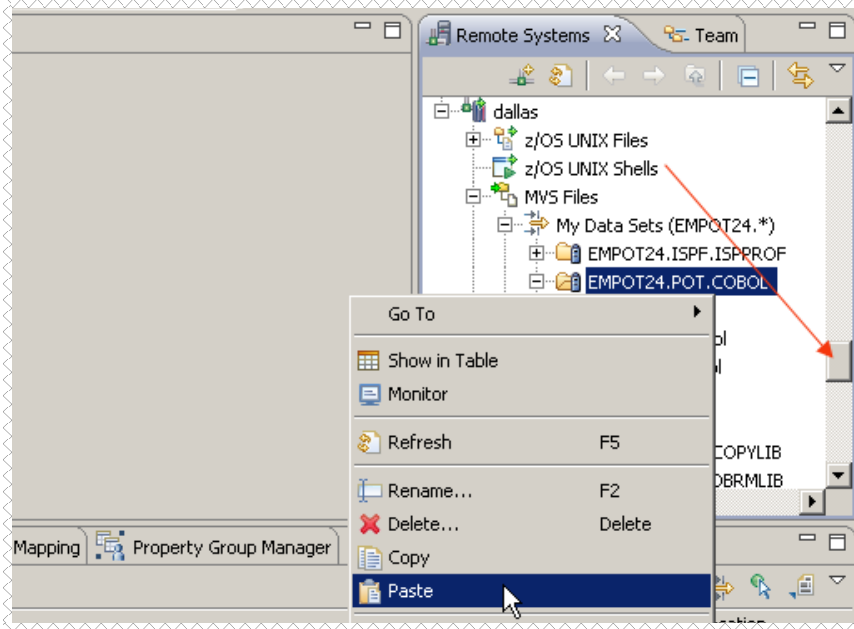 Remote Systems
Team
dallas
z/OS UNIX Files
z/OS UNIX Shells
MVS Files
My Data Sets (EMPOT24.*)
EMPOT24.ISPF.ISPPROF
EMPOT24.POT.COBOL
Go To
Show in Table
Monitor
Refresh F5
COPYLIB
Rename... F2
DBRMLIB
Delete... Delete
Copy
Mapping
Property Group Manager
Paste